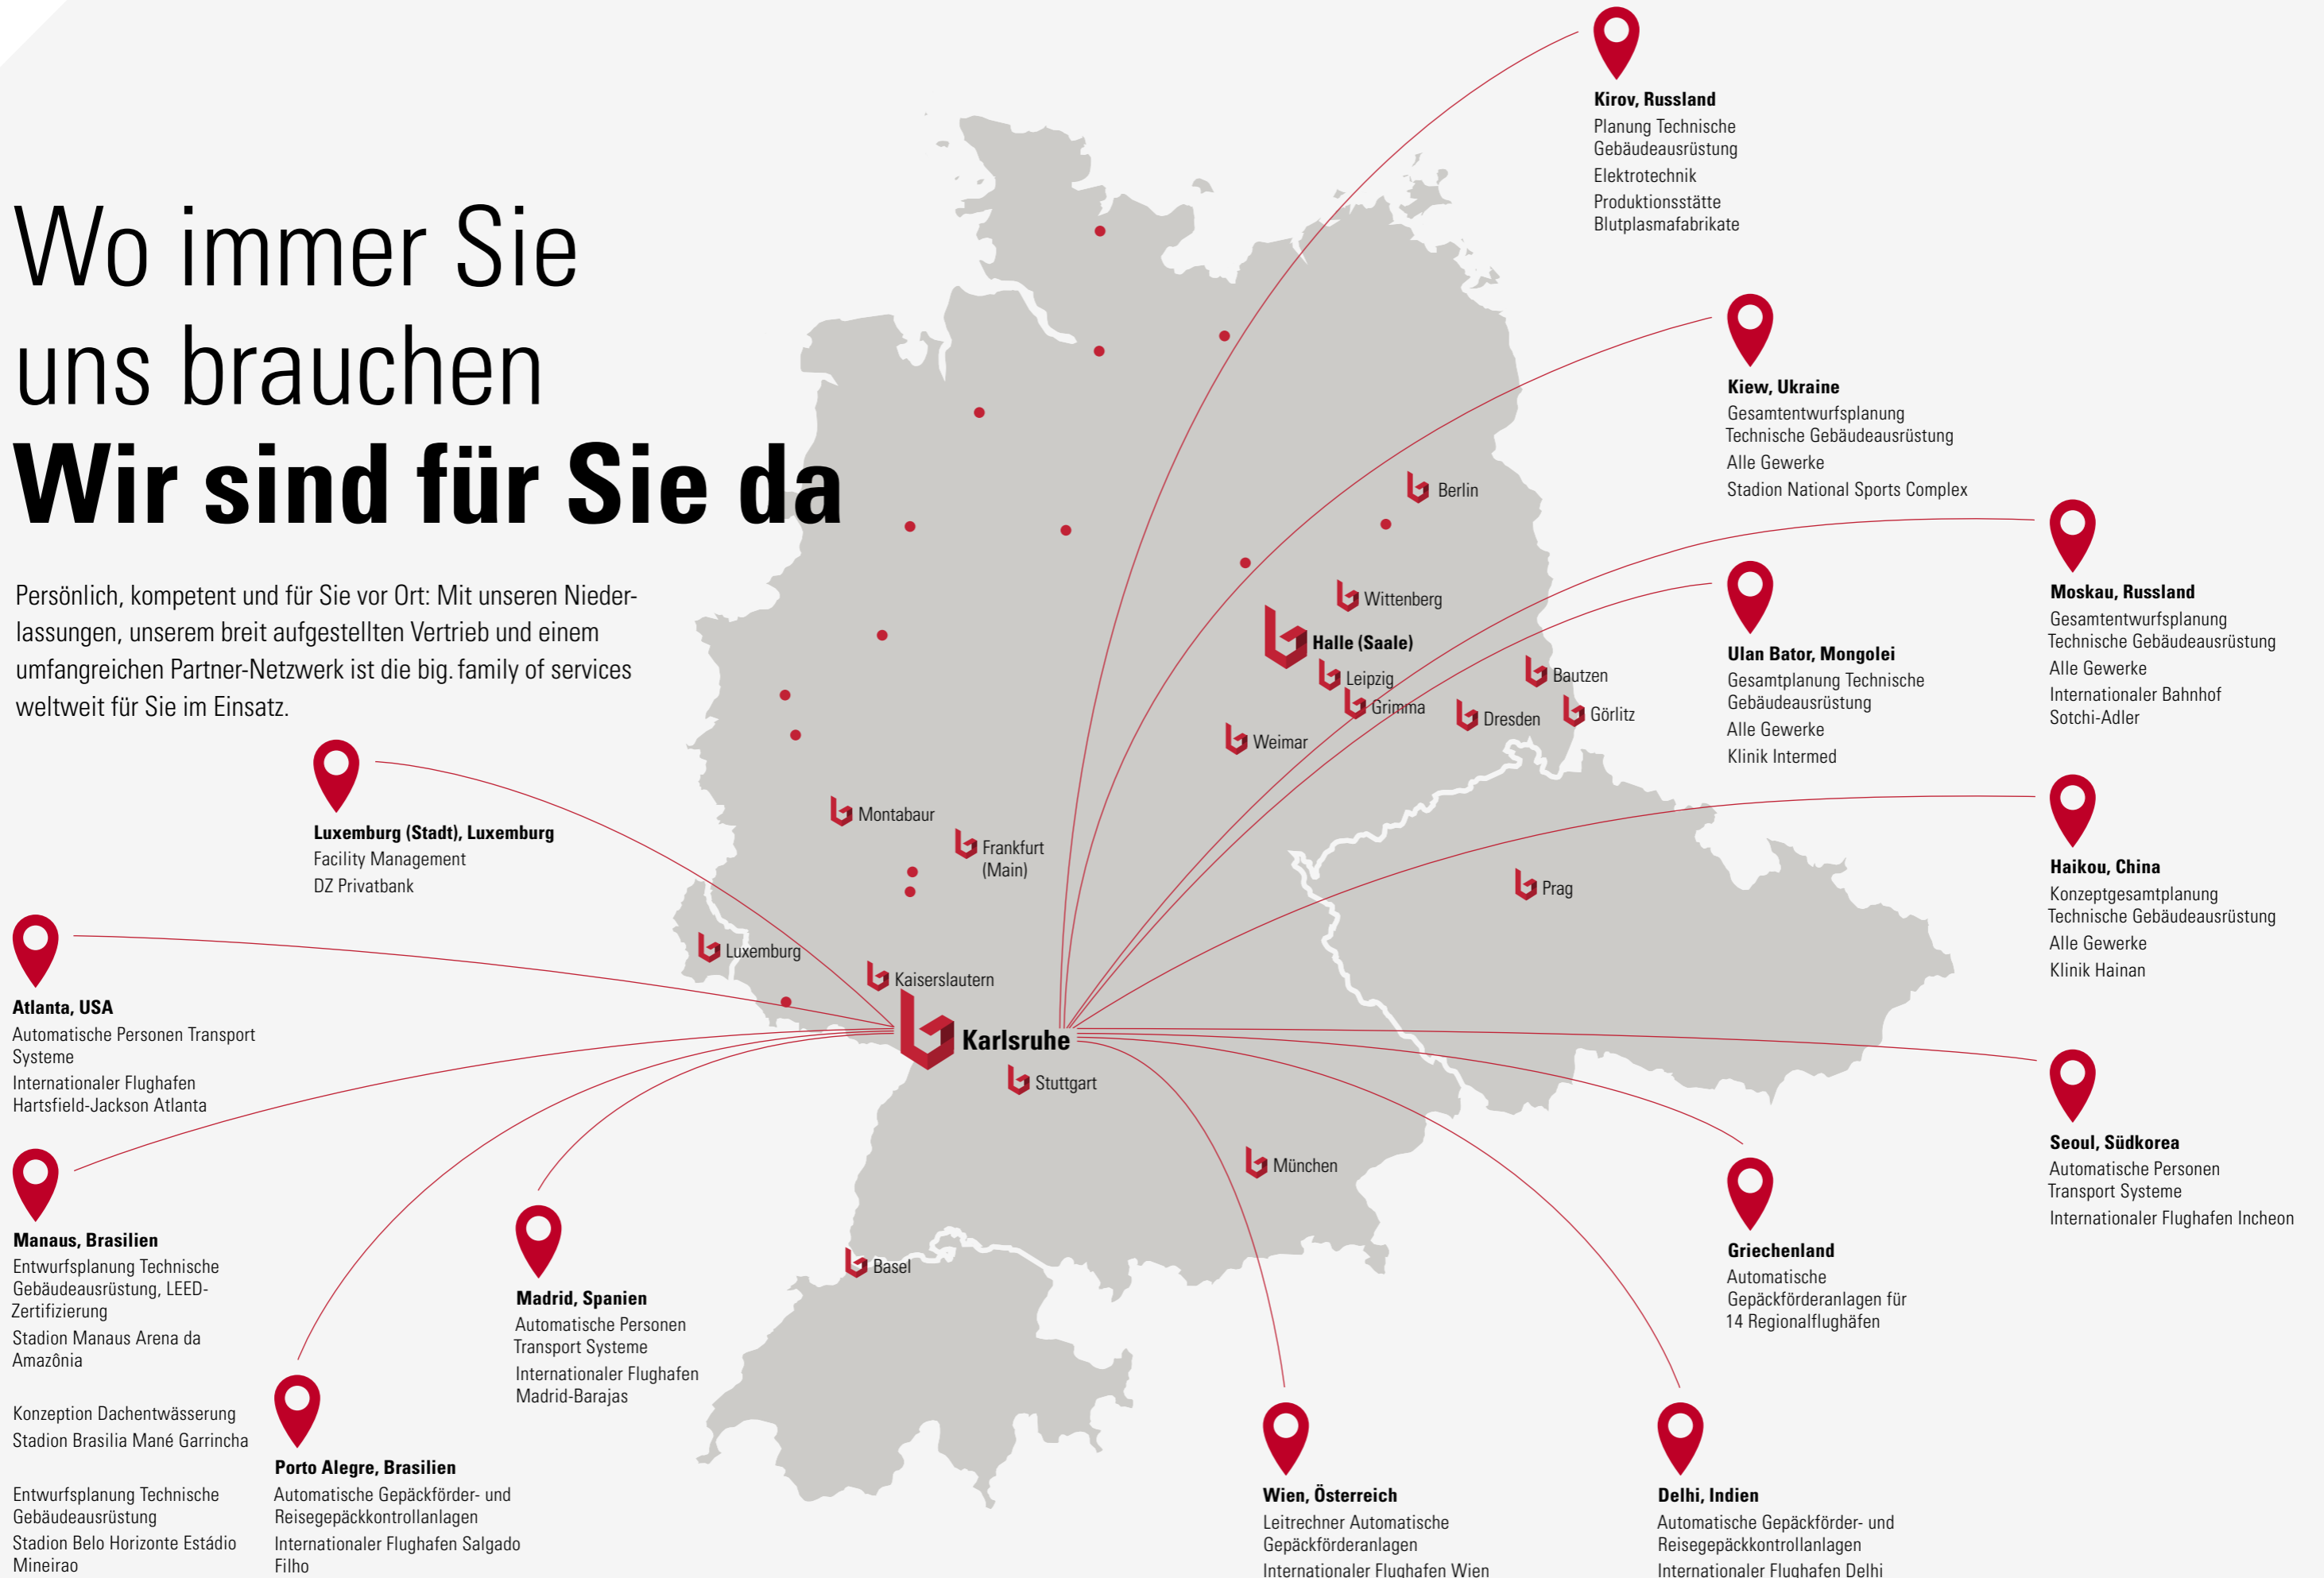 Wo immer Sie
uns brauchen
Wir sind für Sie da
Persönlich, kompetent und für Sie vor Ort: Mit unseren Nieder-
lassungen, unserem breit aufgestellten Vertrieb und einem
umfangreichen Partner-Netzwerk ist die big. family of services
weltweit für Sie im Einsatz.
Kirov, Russland
Planung Technische
Gebäudeausrüstung
Elektrotechnik
Produktionsstätte
Blutplasmafabrikate
Kiew, Ukraine
Gesamtentwurfsplanung
Technische Gebäudeausrüstung
Alle Gewerke
Stadion National Sports Complex
Moskau, Russland
Gesamtentwurfsplanung
Technische Gebäudeausrüstung
Alle Gewerke
Internationaler Bahnhof
Sotchi-Adler
Ulan Bator, Mongolei
Gesamtplanung Technische
Gebäudeausrüstung
Alle Gewerke
Klinik Intermed
Haikou, China
Konzeptgesamtplanung
Technische Gebäudeausrüstung
Alle Gewerke
Klinik Hainan
Seoul, Südkorea
Automatische Personen
Transport Systeme
Internationaler Flughafen Incheon
Griechenland
Automatische
Gepäckförderanlagen für
14 Regionalflughäfen
Delhi, Indien
Automatische Gepäckförder- und
Reisegepäckkontrollanlagen
Internationaler Flughafen Delhi
Wien, Österreich
Leitrechner Automatische
Gepäckförderanlagen
Internationaler Flughafen Wien
Luxemburg (Stadt), Luxemburg
Facility Management
DZ Privatbank
Atlanta, USA
Automatische Personen Transport
Systeme
Internationaler Flughafen
Hartsfield-Jackson Atlanta
Manaus, Brasilien
Entwurfsplanung Technische
Gebäudeausrüstung, LEED-
Zertifizierung
Stadion Manaus Arena da
Amazônia
Konzeption Dachentwässerung
Stadion Brasilia Mané Garrincha
Entwurfsplanung Technische
Gebäudeausrüstung
Stadion Belo Horizonte Estádio
Mineirao
Porto Alegre, Brasilien
Automatische Gepäckförder- und
Reisegepäckkontrollanlagen
Internationaler Flughafen Salgado
Filho
Madrid, Spanien
Automatische Personen
Transport Systeme
Internationaler Flughafen
Madrid-Barajas
Berlin
Wittenberg
Halle (Saale)
Leipzig
Grimma
Bautzen
Dresden
Görlitz
Weimar
Montabaur
Frankfurt
(Main)
Prag
Luxemburg
Kaiserslautern
Karlsruhe
Stuttgart
München
Basel